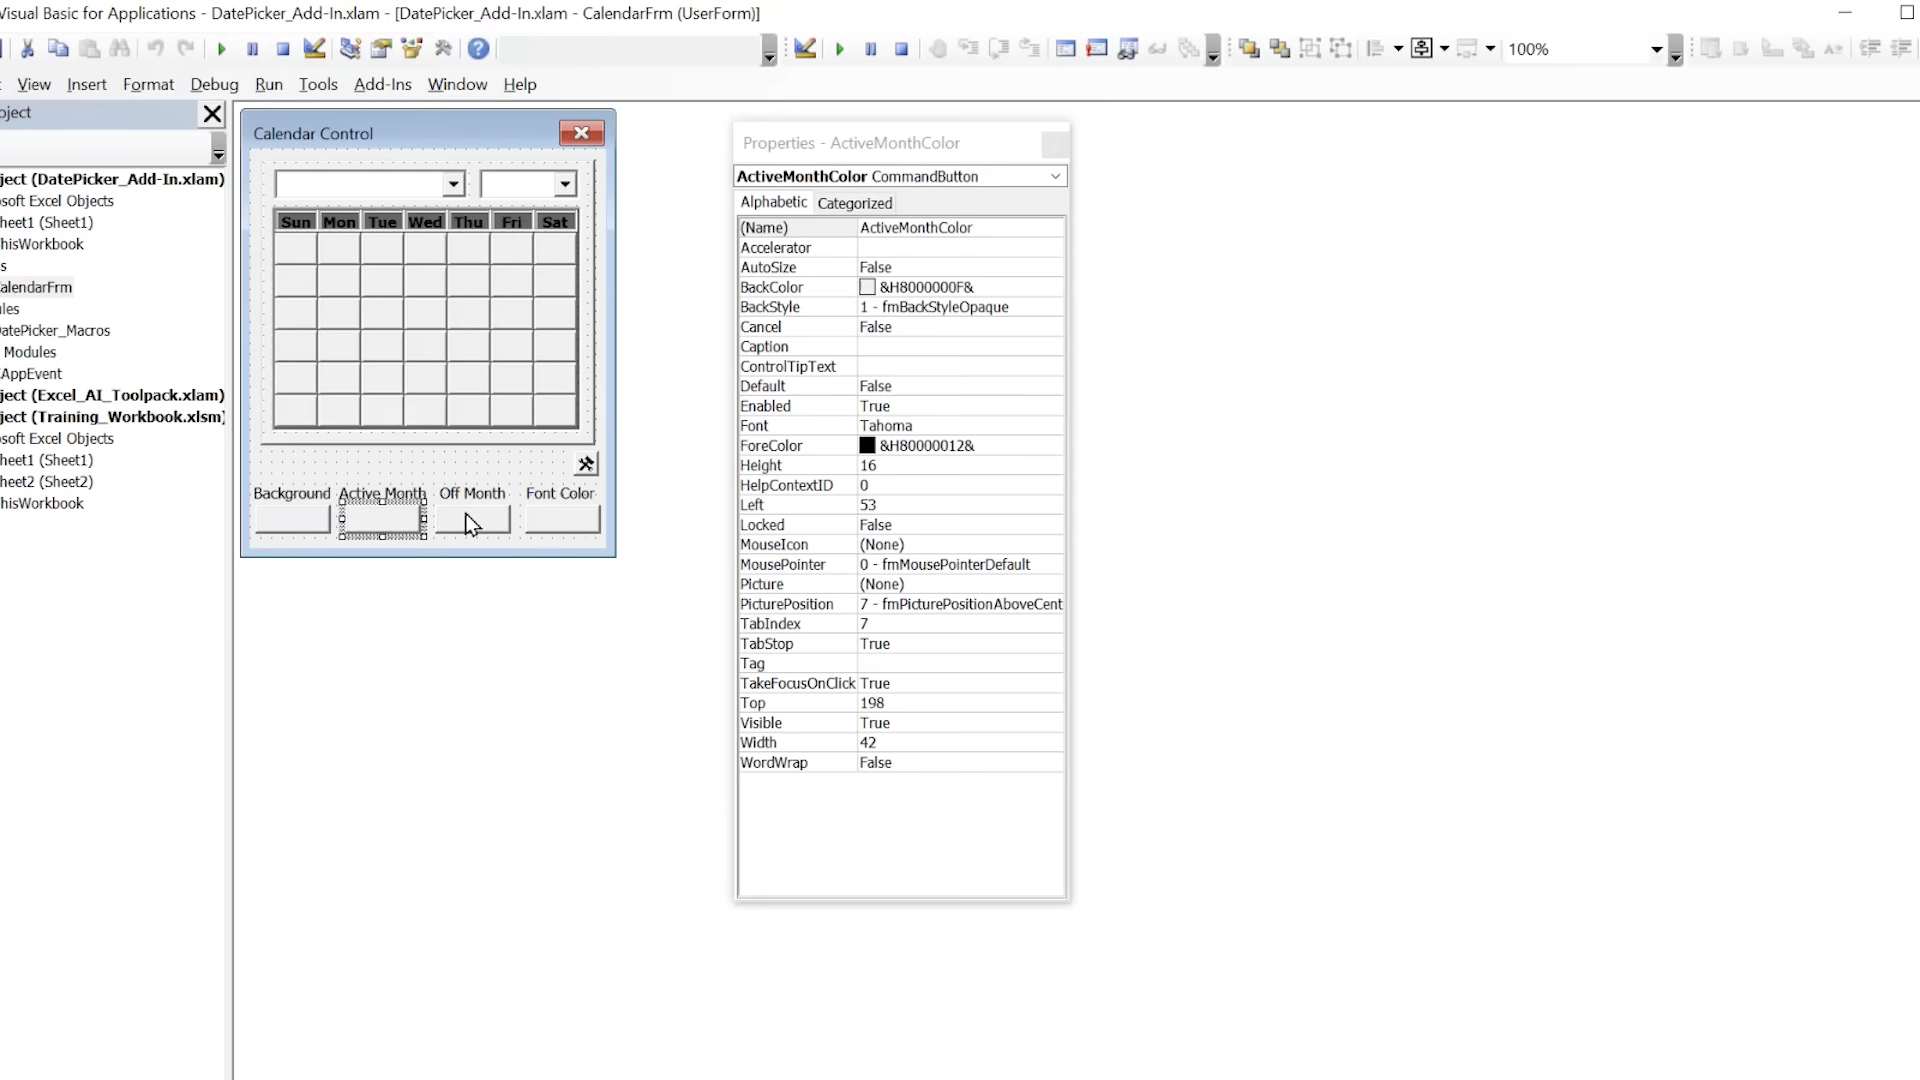 Visual Basic for Applications - DatePicker_Add-In.xlam - [DatePicker_Add-In.xlam - CalendarFrm (UserForm)]
100%
View Insert Format Debug Run Tools Add-Ins Window Help
oject
ject (DatePicker_Add-In.xlam)
soft Excel Objects
heet1 (Sheet1)
hisWorkbook
s
CalendarFrm
ules
DatePicker_Macros
Modules
AppEvent
ject (Excel_AI_Toolpack.xlam)
ject (Training_Workbook.xlsm)
soft Excel Objects
heet1 (Sheet1)
heet2 (Sheet2)
hisWorkbook
Calendar Control
Sun Mon Tue Wed Thu Fri Sat
Background Active Month Off Month Font Color
Properties - ActiveMonthColor
ActiveMonthColor CommandButton
Alphabetic Categorized
(Name) ActiveMonthColor
Accelerator
AutoSize False
BackColor &H8000000F&
BackStyle 1 - fmBackStyleOpaque
Cancel False
Caption
ControlTipText
Default False
Enabled True
Font Tahoma
ForeColor &H80000012&
Height 16
HelpContextID 0
Left 53
Locked False
MouseIcon (None)
MousePointer 0 - fmMousePointerDefault
Picture (None)
PicturePosition 7 - fmPicturePositionAboveCent
TabIndex 7
TabStop True
Tag
TakeFocusOnClick True
Top 198
Visible True
Width 42
WordWrap False